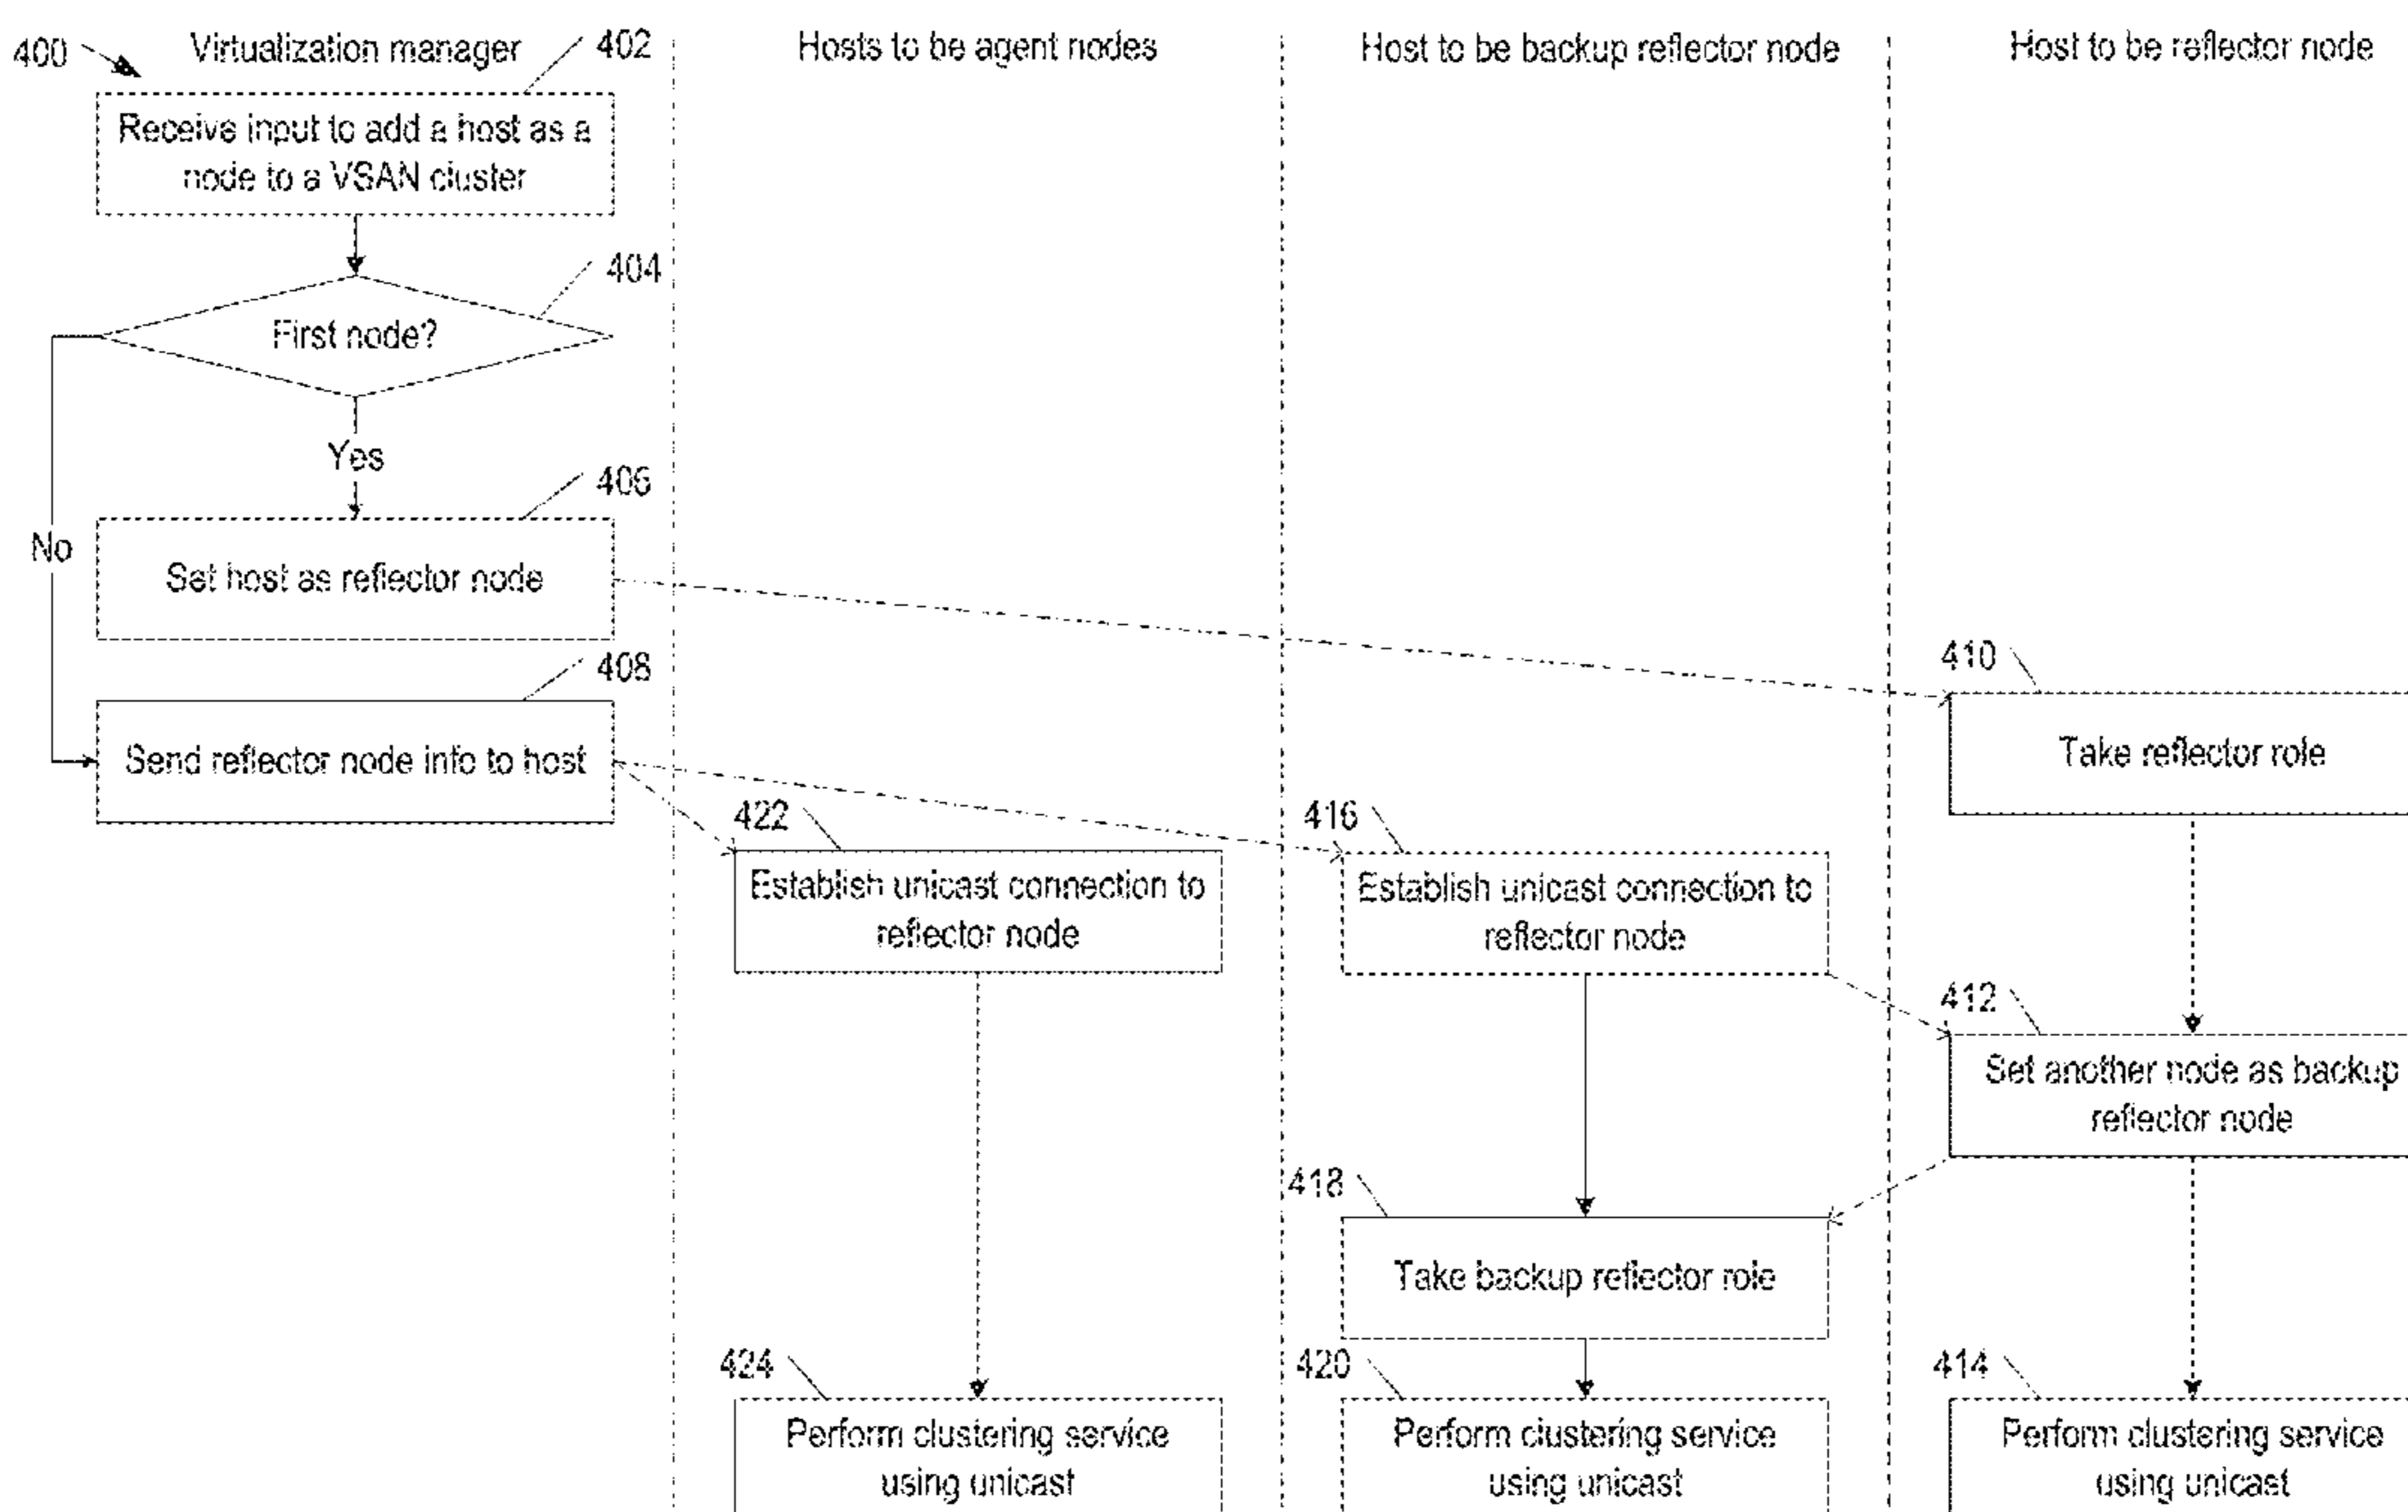 400
Virtualization manager
402
Hosts to be agent nodes
Host to be backup reflector node
Host to be reflector node
Receive input to add a host as a
node to a VSAN cluster
404
First node?
Yes
406
No
Set host as reflector node
408
410
Send reflector node info to host
Take reflector role
422
416
Establish unicast connection to
reflector node
Establish unicast connection to
reflector node
412
Set another node as backup
reflector node
418
Take backup reflector role
424
420
414
Perform clustering service
using unicast
Perform clustering service
using unicast
Perform clustering service
using unicast